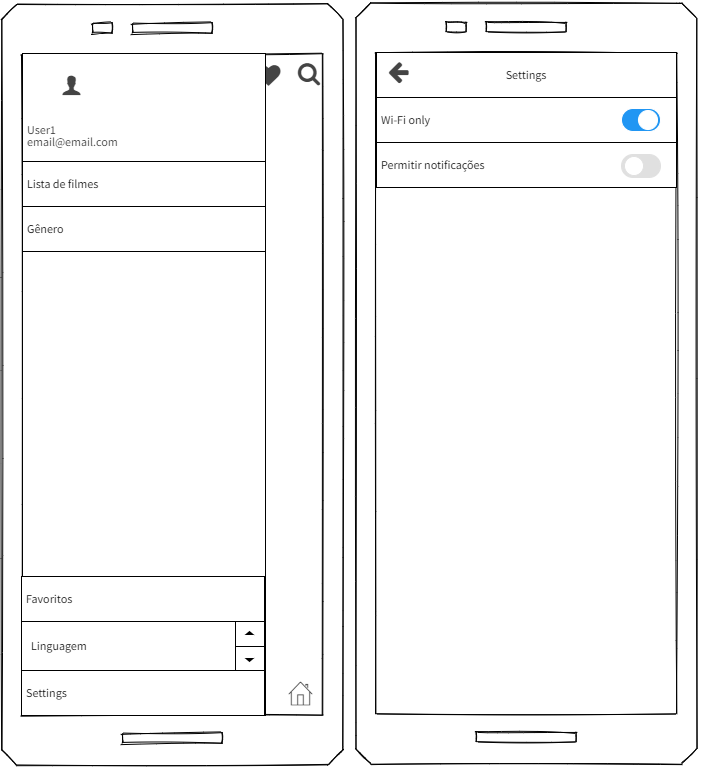 User1
email@email.com
Lista de filmes
Gênero
Favoritos
Linguagem
Settings
Settings
Wi-Fi only
Permitir notificações